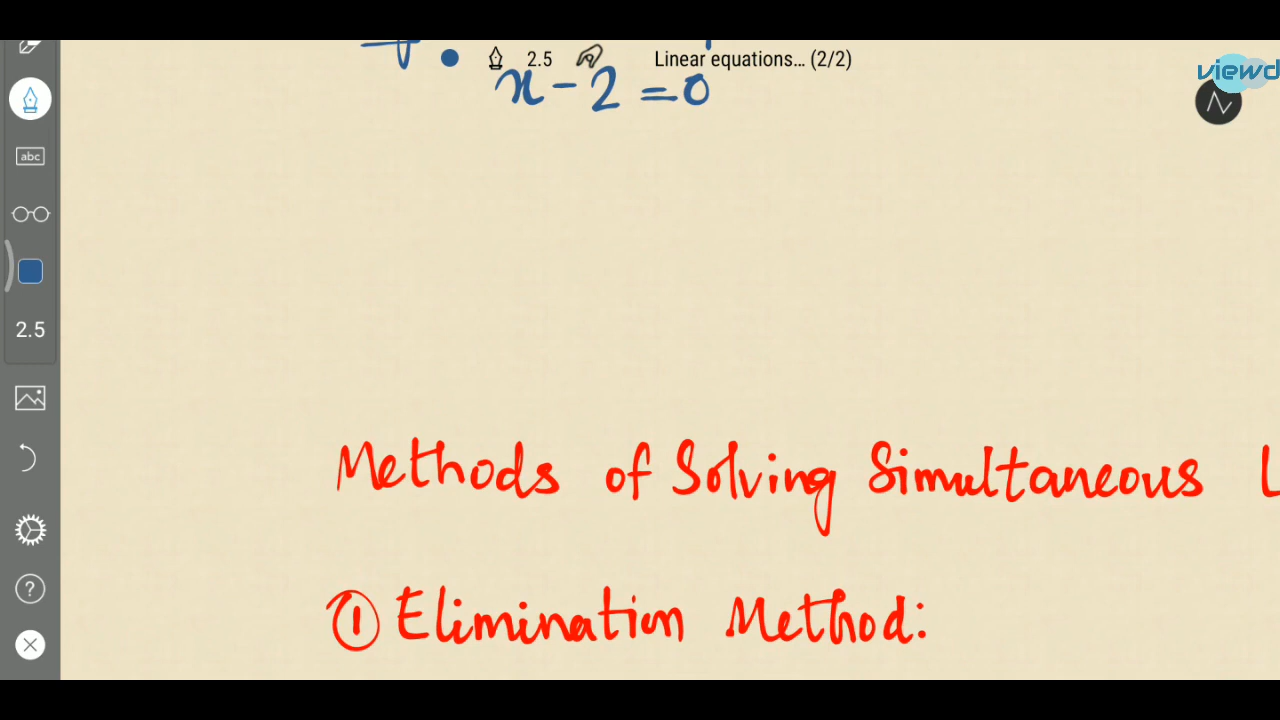 2.5 Linear equations... (2/2)
viewd
x - 2 = 0
abc
2.5
Methods of Solving Simultaneous L
① Elimination Method: